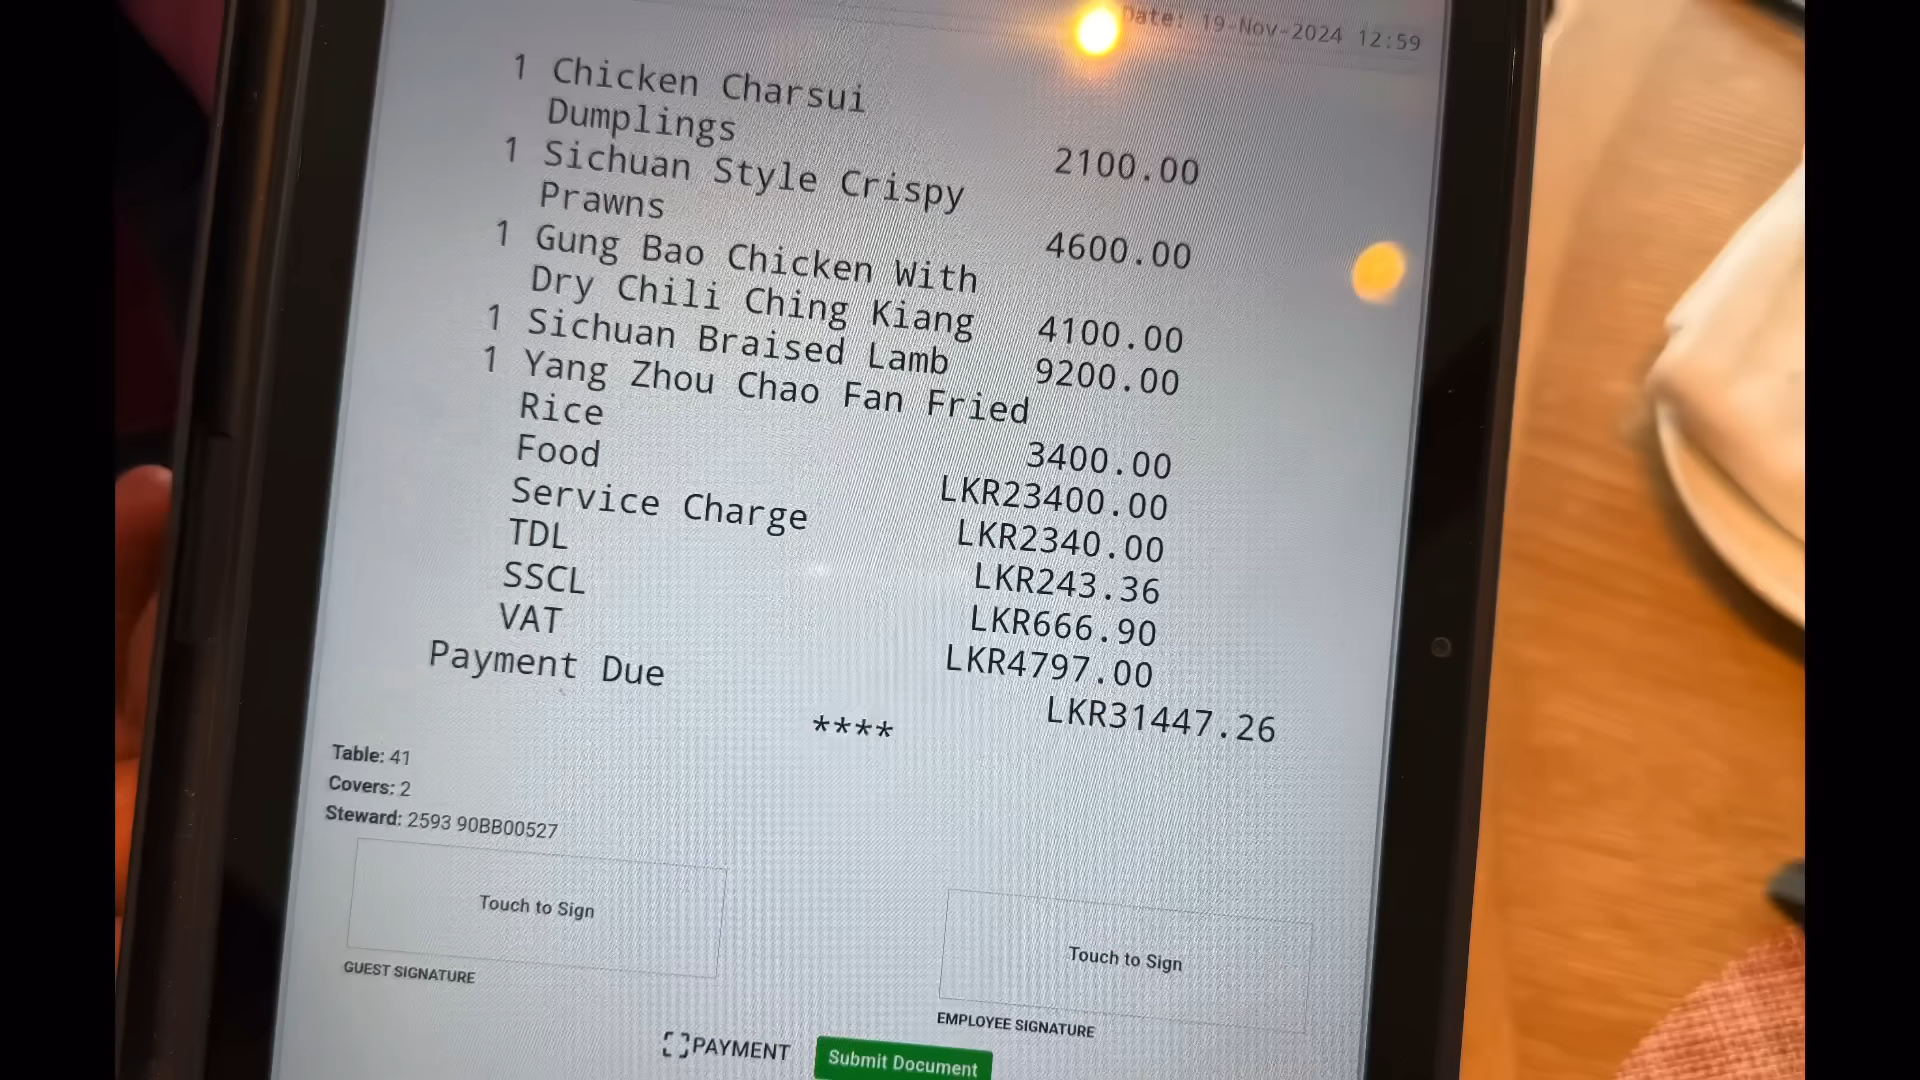 Date: 19-Nov-2024 12:59
1 Chicken Charsui
Dumplings 2100.00
1 Sichuan Style Crispy
Prawns 4600.00
1 Gung Bao Chicken With
Dry Chili Ching Kiang 4100.00
1 Sichuan Braised Lamb 9200.00
1 Yang Zhou Chao Fan Fried
Rice 3400.00
Food LKR23400.00
Service Charge LKR2340.00
TDL LKR243.36
SSCL LKR666.90
VAT LKR4797.00
Payment Due LKR31447.26
****
Table: 41
Covers: 2
Steward: 2593 90BB00527
Touch to Sign Touch to Sign
GUEST SIGNATURE EMPLOYEE SIGNATURE
PAYMENT Submit Document